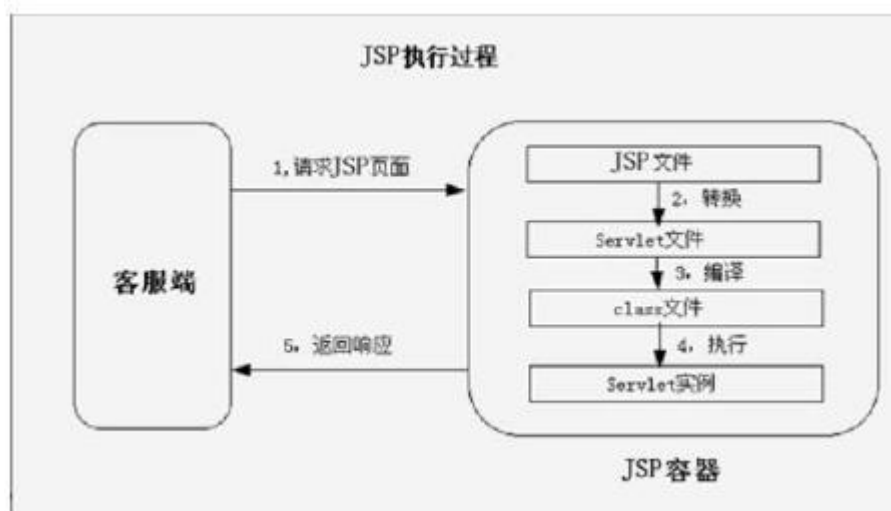 JSP执行过程
1,请求JSP页面
JSP文件
2，转换
Servlet文件
3，编译
客服端
class文件
5，返回响应
4，执行
Servlet实例
JSP容器